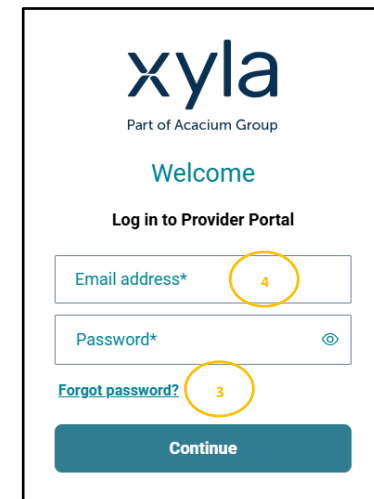 xyla
Part of Acacium Group
Welcome
Log in to Provider Portal
Email address* 4
Password*
Forgot password? 3
Continue